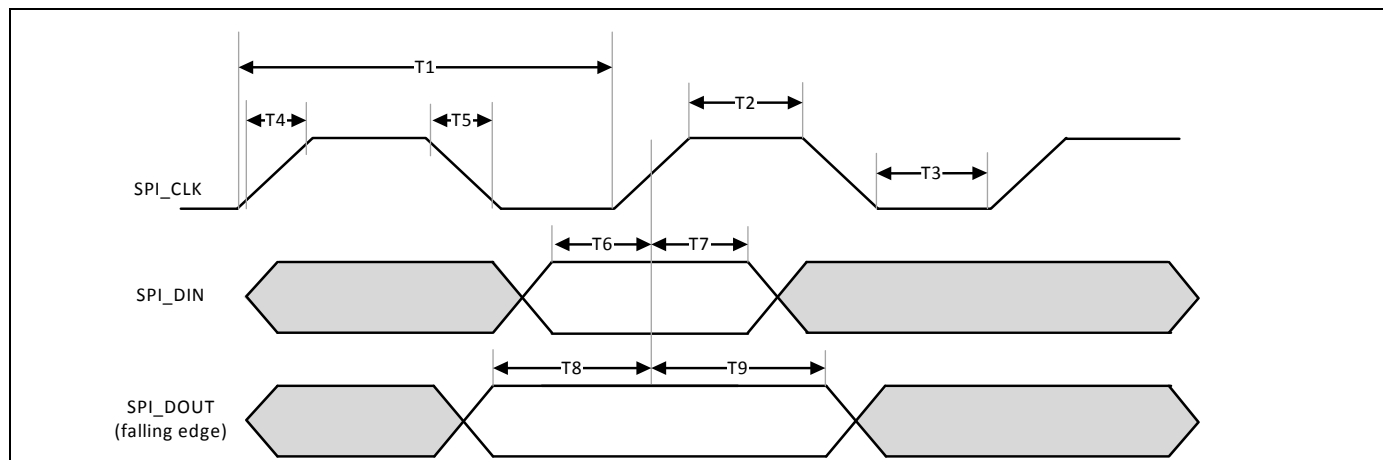 T1
T2
T4
T5
T3
SPI_CLK
T6
T7
SPI_DIN
T8
T9
SPI_DOUT
(falling edge)